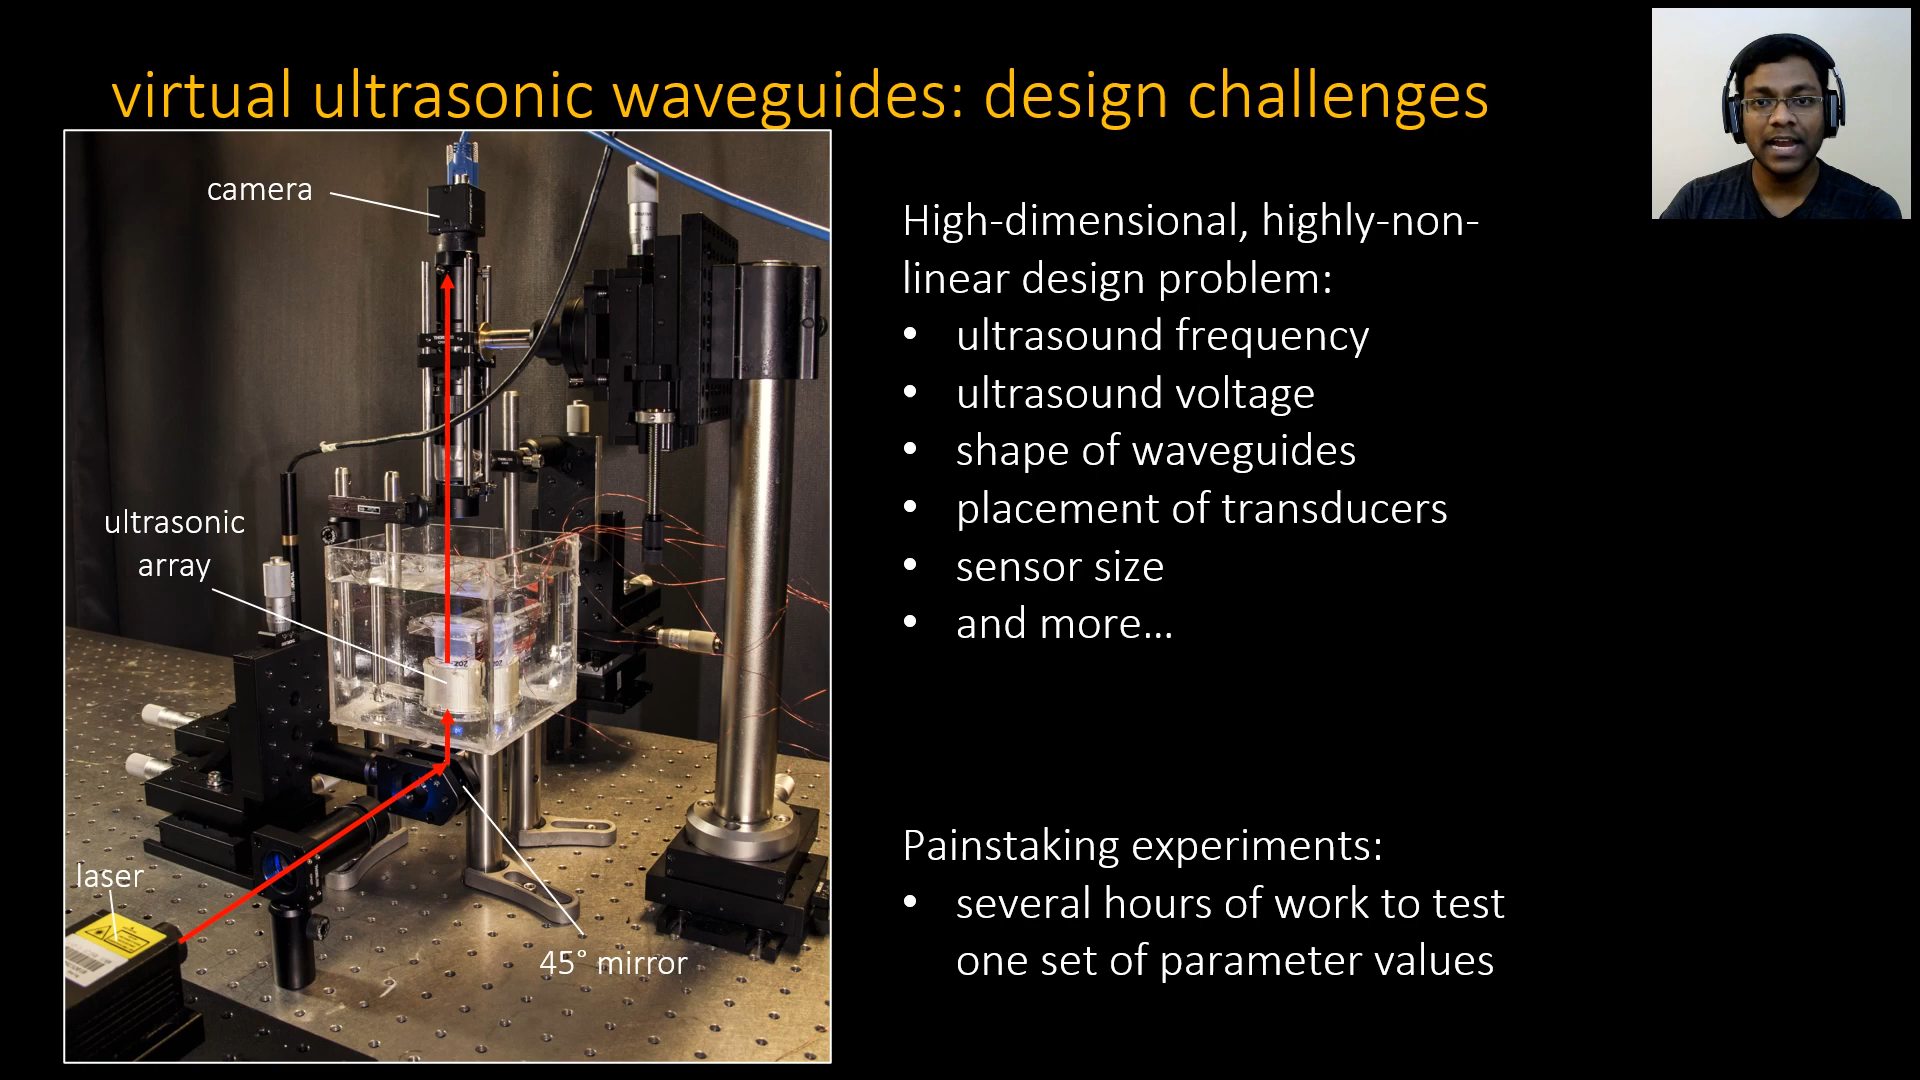 virtual ultrasonic waveguides: design challenges
camera
ultrasonic
array
laser
45° mirror
High-dimensional, highly-non-
linear design problem:
• ultrasound frequency
• ultrasound voltage
• shape of waveguides
• placement of transducers
• sensor size
• and more...
Painstaking experiments:
• several hours of work to test
one set of parameter values